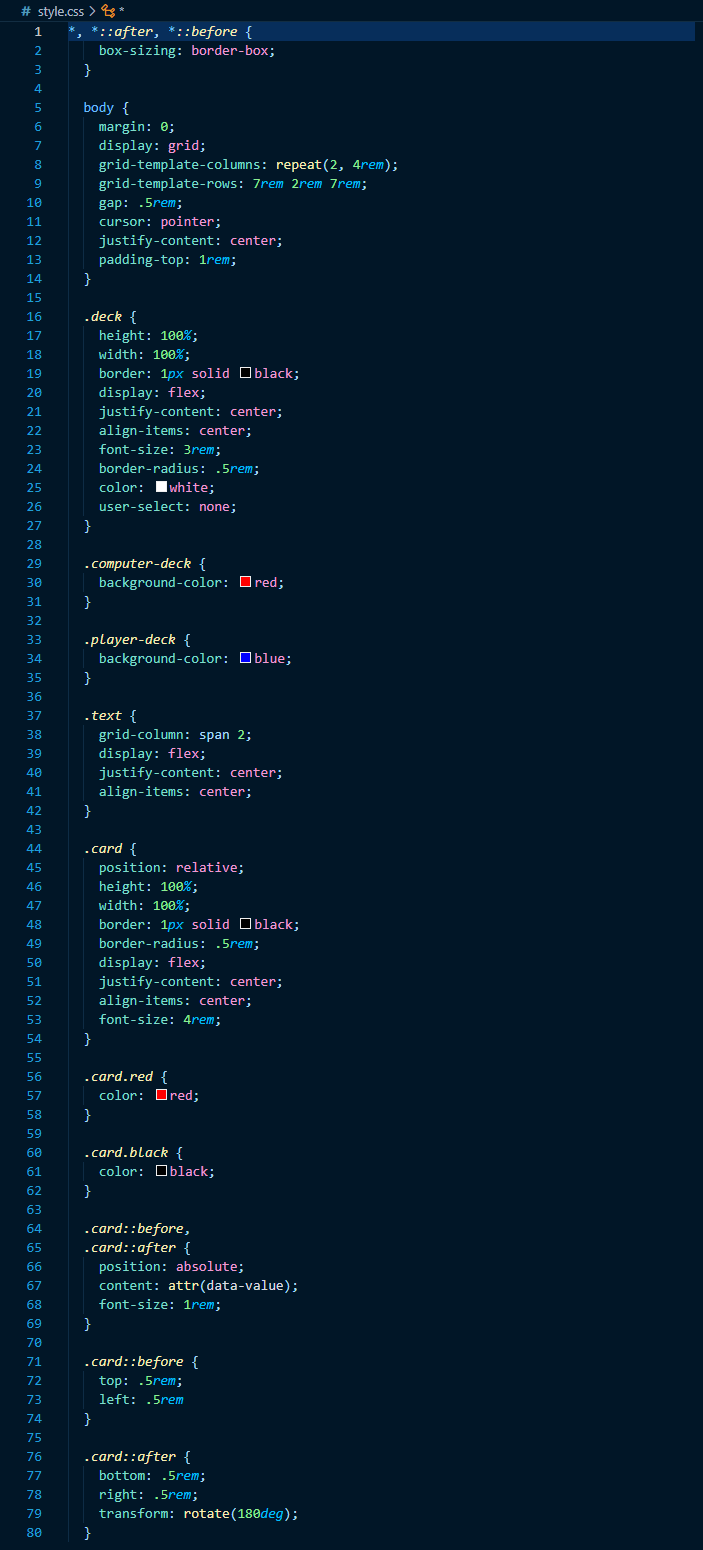 # style.css > *
1 *, *::after, *::before {
2     box-sizing: border-box;
3   }
4
5   body {
6     margin: 0;
7     display: grid;
8     grid-template-columns: repeat(2, 4rem);
9     grid-template-rows: 7rem 2rem 7rem;
10     gap: .5rem;
11     cursor: pointer;
12     justify-content: center;
13     padding-top: 1rem;
14   }
15
16   .deck {
17     height: 100%;
18     width: 100%;
19     border: 1px solid black;
20     display: flex;
21     justify-content: center;
22     align-items: center;
23     font-size: 3rem;
24     border-radius: .5rem;
25     color: white;
26     user-select: none;
27   }
28
29   .computer-deck {
30     background-color: red;
31   }
32
33   .player-deck {
34     background-color: blue;
35   }
36
37   .text {
38     grid-column: span 2;
39     display: flex;
40     justify-content: center;
41     align-items: center;
42   }
43
44   .card {
45     position: relative;
46     height: 100%;
47     width: 100%;
48     border: 1px solid black;
49     border-radius: .5rem;
50     display: flex;
51     justify-content: center;
52     align-items: center;
53     font-size: 4rem;
54   }
55
56   .card.red {
57     color: red;
58   }
59
60   .card.black {
61     color: black;
62   }
63
64   .card::before,
65   .card::after {
66     position: absolute;
67     content: attr(data-value);
68     font-size: 1rem;
69   }
70
71   .card::before {
72     top: .5rem;
73     left: .5rem
74   }
75
76   .card::after {
77     bottom: .5rem;
78     right: .5rem;
79     transform: rotate(180deg);
80   }